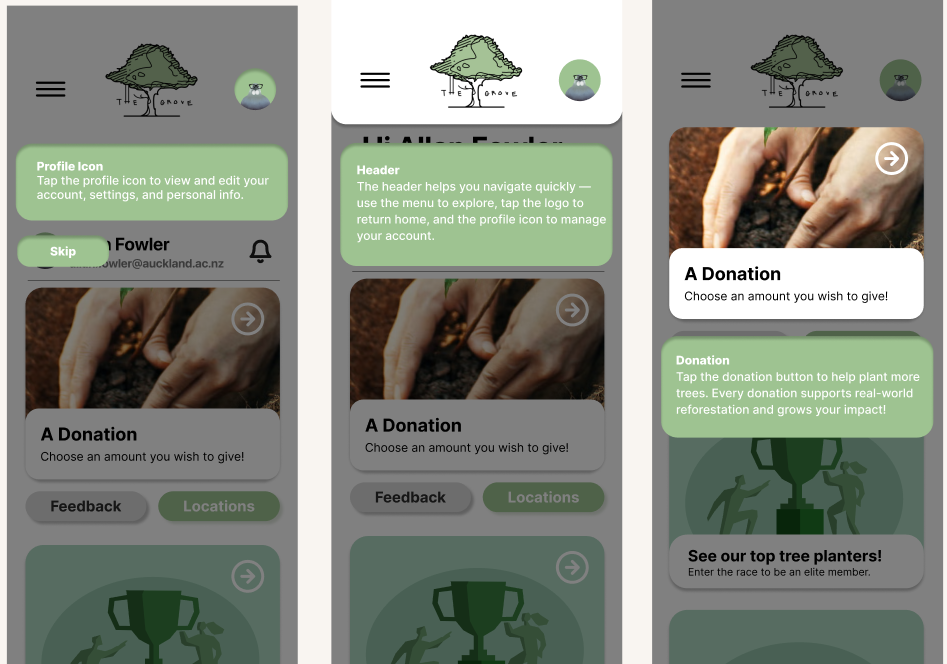 THE GROVE
Profile Icon
Tap the profile icon to view and edit your
account, settings, and personal info.
Skip
n Fowler
owler@auckland.ac.nz
A Donation
Choose an amount you wish to give!
Feedback
Locations
THE GROVE
Hi Allan Fowler
Header
The header helps you navigate quickly —
use the menu to explore, tap the logo to
return home, and the profile icon to manage
your account.
A Donation
Choose an amount you wish to give!
Feedback
Locations
THE GROVE
A Donation
Choose an amount you wish to give!
Donation
Tap the donation button to help plant more
trees. Every donation supports real-world
reforestation and grows your impact!
See our top tree planters!
Enter the race to be an elite member.